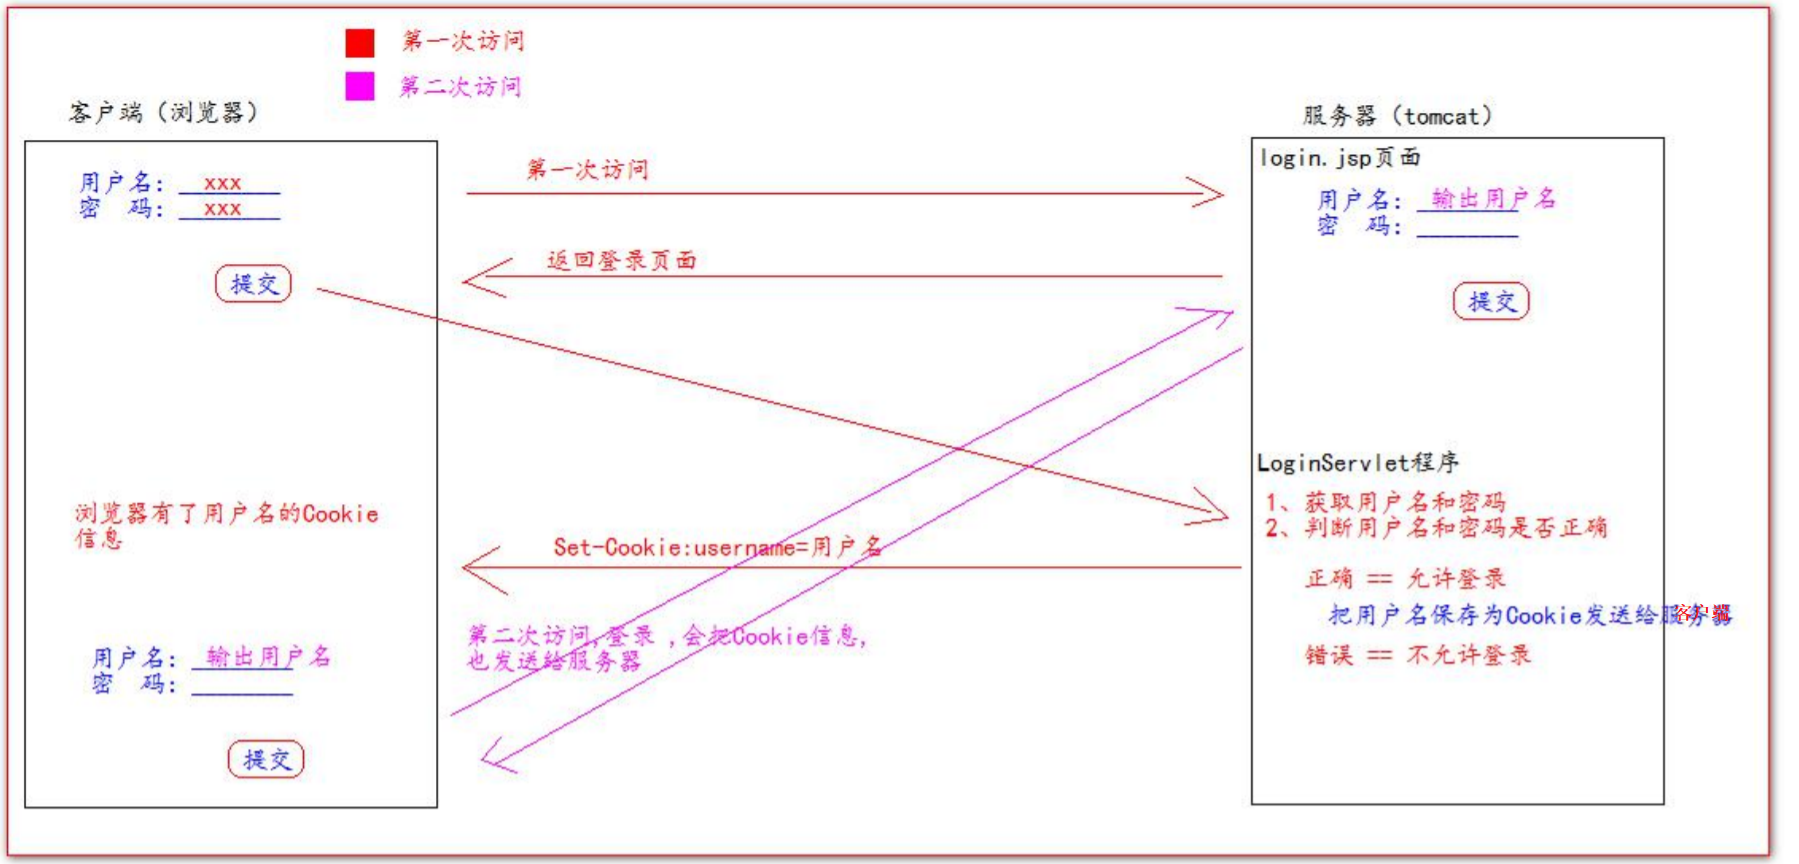 第一次访问
第二次访问
客户端（浏览器）
服务器（tomcat）
用户名: xxx
密 码: xxx
提交
第一次访问
返回登录页面
login.jsp页面
用户名: 输出用户名
密 码:
提交
浏览器有了用户名的Cookie
信息
Set-Cookie:username=用户名
LoginServlet程序
1、获取用户名和密码
2、判断用户名和密码是否正确
正确 == 允许登录
把用户名保存为Cookie发送给服务器
客户端
错误 == 不允许登录
第二次访问,登录 ,会把Cookie信息,
也发送给服务器
用户名: 输出用户名
密 码:
提交